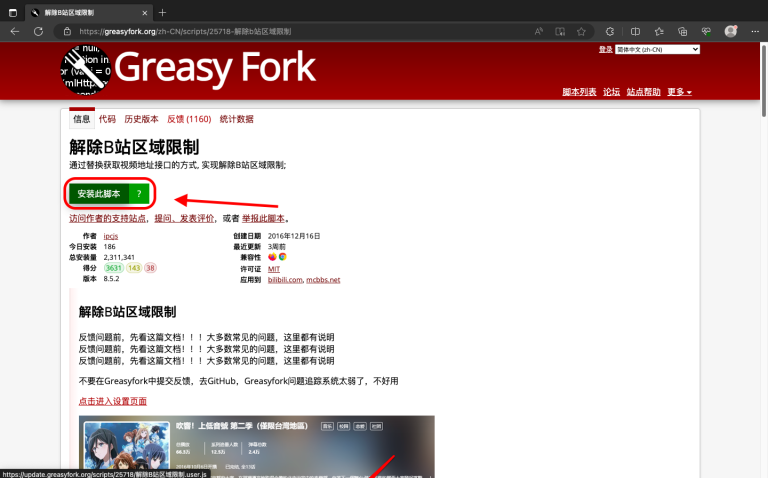 解除B站区域限制
https://greasyfork.org/zh-CN/scripts/25718-解除b站区域限制
登录 简体中文 (zh-CN)
Greasy Fork
脚本列表 论坛 站点帮助 更多
信息 代码 历史版本 反馈 (1160) 统计数据
解除B站区域限制
通过替换获取视频地址接口的方式, 实现解除B站区域限制;
安装此脚本 ?
访问作者的支持站点，提问、发表评价，或者 举报此脚本。
作者 ipcjs 创建日期 2016年12月16日
今日安装 186 最近更新 3周前
总安装量 2,311,341 兼容性
得分 3631 143 38 许可证 MIT
版本 8.5.2 应用到 bilibili.com, mcbbs.net
解除B站区域限制
反馈问题前，先看这篇文档！！！大多数常见的问题，这里都有说明
反馈问题前，先看这篇文档！！！大多数常见的问题，这里都有说明
反馈问题前，先看这篇文档！！！大多数常见的问题，这里都有说明
不要在Greasyfork中提交反馈，去GitHub，Greasyfork问题追踪系统太弱了，不好用
点击进入设置页面
吹響！上低音號 第二季（僅限台灣地區）
12.5万 2.4万
https://update.greasyfork.org/scripts/25718/解除B站区域限制.user.js